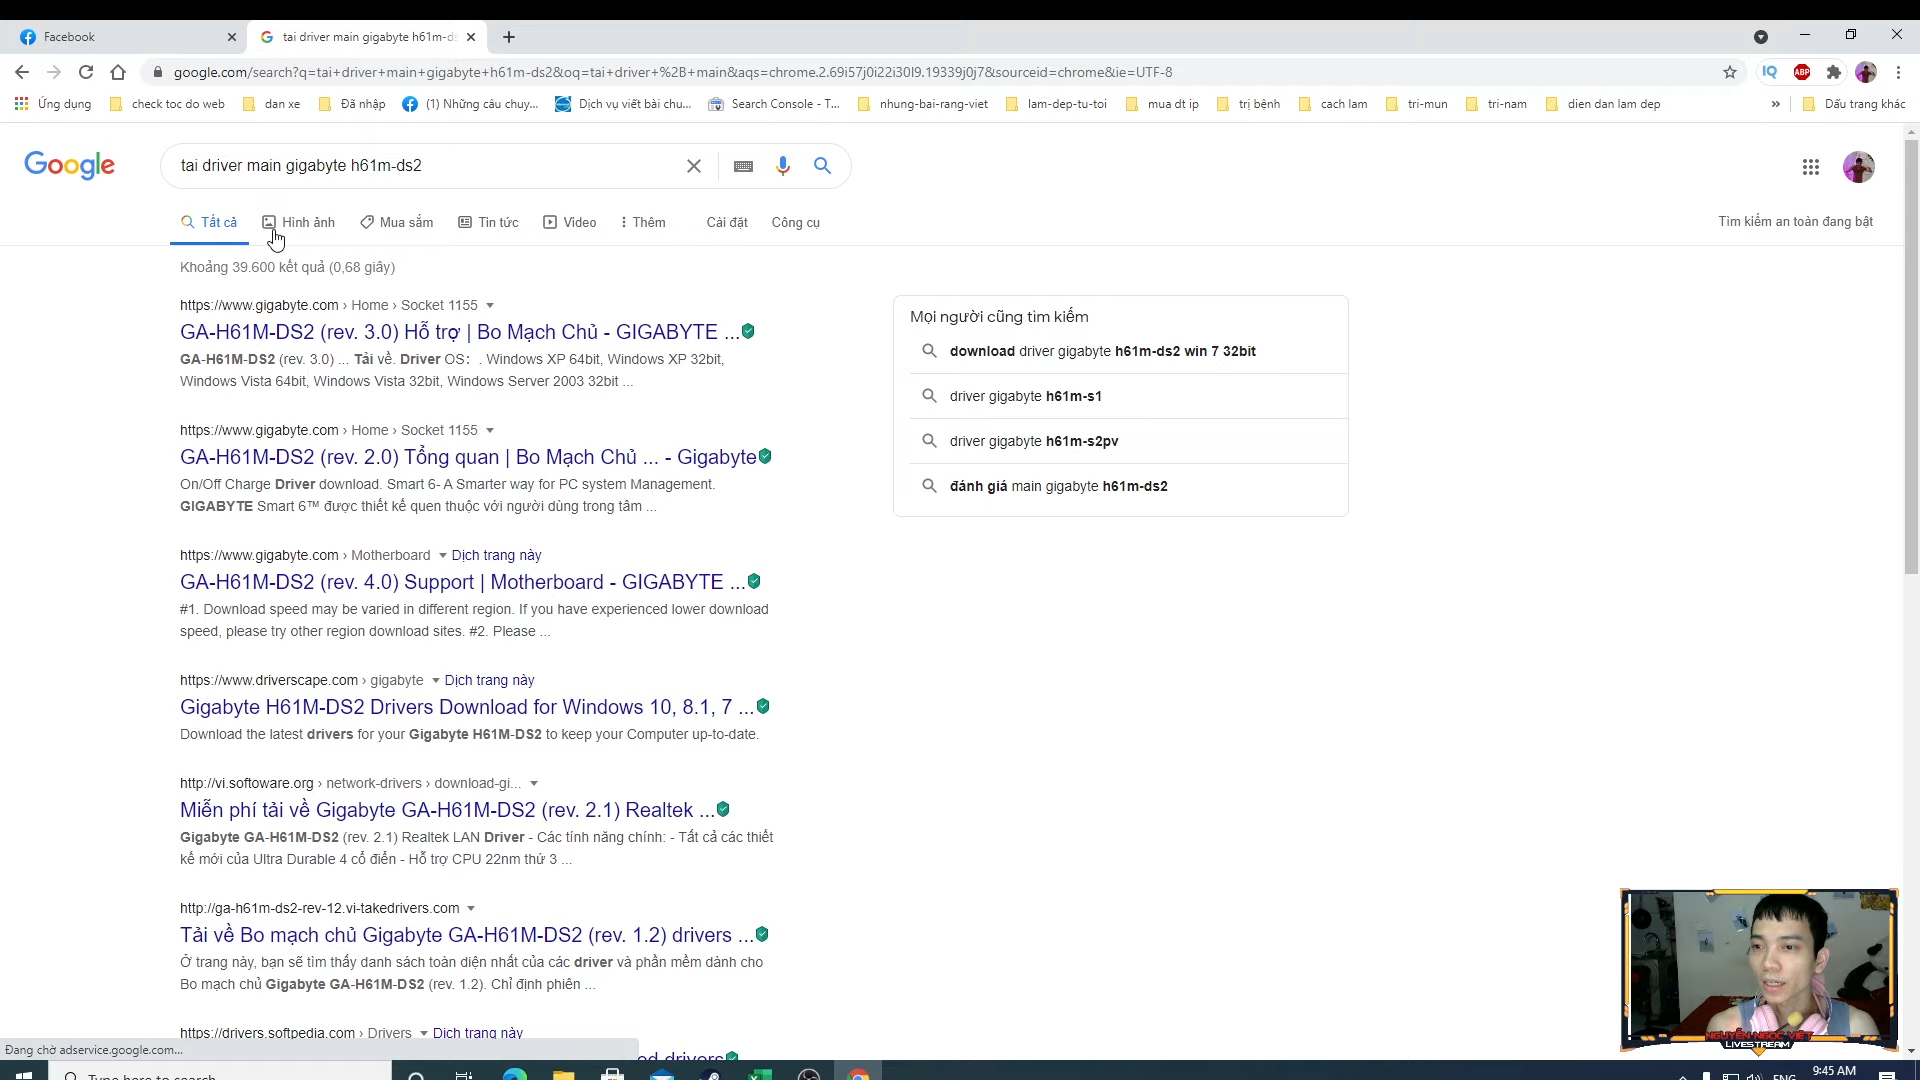 Facebook
tai driver main gigabyte h61m-ds
google.com/search?q=tai+driver+main+gigabyte+h61m-ds2&oq=tai+driver+%2B+main&aqs=chrome.2.69i57j0i22i30l9.19339j0j7&sourceid=chrome&ie=UTF-8
IQ
ABP
Ứng dụng
check toc do web
dan xe
Đã nhập
(1) Những câu chuy...
Dịch vụ viết bài chu...
Search Console - T...
nhung-bai-rang-viet
lam-dep-tu-toi
mua dt ip
trị bệnh
cach lam
tri-mun
tri-nam
dien dan lam dep
»
Dấu trang khác
Google
tai driver main gigabyte h61m-ds2
Tất cả
Hình ảnh
Mua sắm
Tin tức
Video
Thêm
Cài đặt
Công cụ
Tìm kiếm an toàn đang bật
Khoảng 39.600 kết quả (0,68 giây)
https://www.gigabyte.com › Home › Socket 1155
GA-H61M-DS2 (rev. 3.0) Hỗ trợ | Bo Mạch Chủ - GIGABYTE ...
GA-H61M-DS2 (rev. 3.0) ... Tải về. Driver OS： . Windows XP 64bit, Windows XP 32bit,
Windows Vista 64bit, Windows Vista 32bit, Windows Server 2003 32bit ...
https://www.gigabyte.com › Home › Socket 1155
GA-H61M-DS2 (rev. 2.0) Tổng quan | Bo Mạch Chủ ... - Gigabyte
On/Off Charge Driver download. Smart 6- A Smarter way for PC system Management.
GIGABYTE Smart 6™ được thiết kế quen thuộc với người dùng trong tâm ...
https://www.gigabyte.com › Motherboard
Dịch trang này
GA-H61M-DS2 (rev. 4.0) Support | Motherboard - GIGABYTE ...
#1. Download speed may be varied in different region. If you have experienced lower download
speed, please try other region download sites. #2. Please ...
https://www.driverscape.com › gigabyte
Dịch trang này
Gigabyte H61M-DS2 Drivers Download for Windows 10, 8.1, 7 ...
Download the latest drivers for your Gigabyte H61M-DS2 to keep your Computer up-to-date.
http://vi.softoware.org › network-drivers › download-gi...
Miễn phí tải về Gigabyte GA-H61M-DS2 (rev. 2.1) Realtek ...
Gigabyte GA-H61M-DS2 (rev. 2.1) Realtek LAN Driver - Các tính năng chính: - Tất cả các thiết
kế mới của Ultra Durable 4 cổ điển - Hỗ trợ CPU 22nm thứ 3 ...
http://ga-h61m-ds2-rev-12.vi-takedrivers.com
Tải về Bo mạch chủ Gigabyte GA-H61M-DS2 (rev. 1.2) drivers ...
Ở trang này, bạn sẽ tìm thấy danh sách toàn diện nhất của các driver và phần mềm dành cho
Bo mạch chủ Gigabyte GA-H61M-DS2 (rev. 1.2). Chỉ định phiên ...
https://drivers.softpedia.com › Drivers
Dịch trang này
ed drivers
Mọi người cũng tìm kiếm
download driver gigabyte h61m-ds2 win 7 32bit
driver gigabyte h61m-s1
driver gigabyte h61m-s2pv
đánh giá main gigabyte h61m-ds2
NGUYỄN NGỌC VIỆT
LIVESTREAM
Đang chờ adservice.google.com...
Type here to search
ENG
9:45 AM